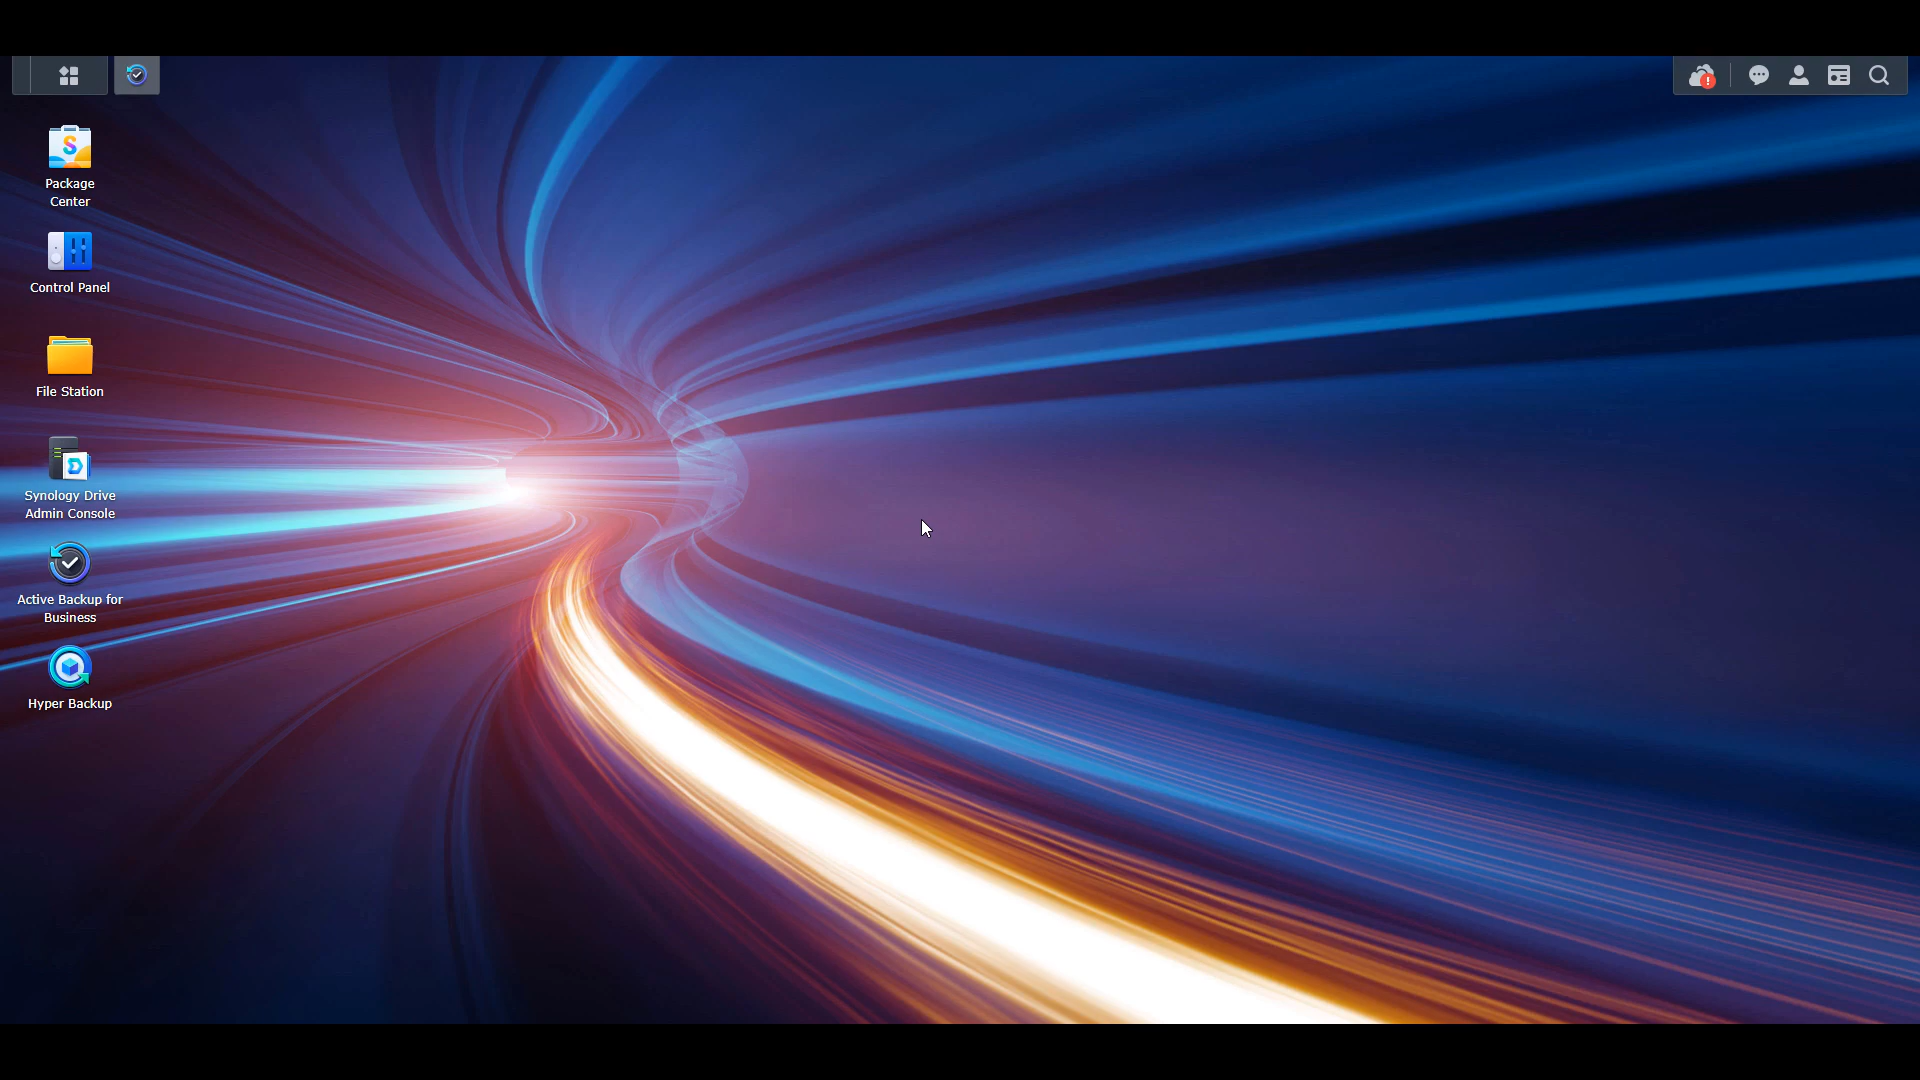 Package
Center
Control Panel
File Station
Synology Drive
Admin Console
Active Backup for
Business
Hyper Backup